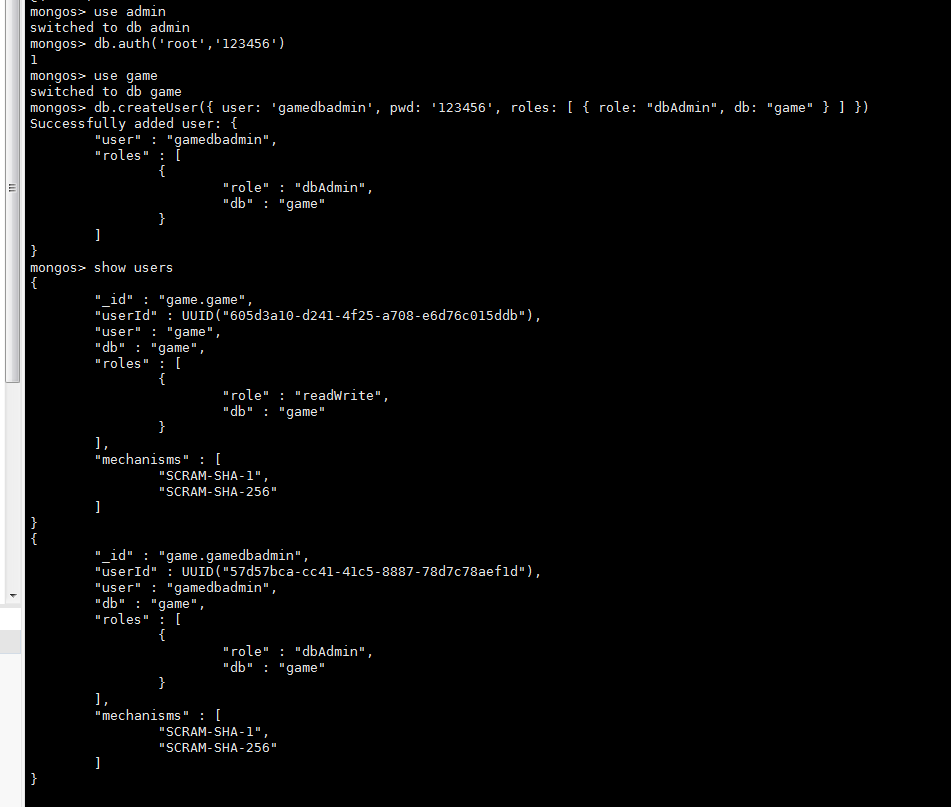 mongos> use admin
switched to db admin
mongos> db.auth('root','123456')
1
mongos> use game
switched to db game
mongos> db.createUser({ user: 'gamedbadmin', pwd: '123456', roles: [ { role: "dbAdmin", db: "game" } ] })
Successfully added user: {
        "user" : "gamedbadmin",
        "roles" : [
                {
                        "role" : "dbAdmin",
                        "db" : "game"
                }
        ]
}
mongos> show users
{
        "_id" : "game.game",
        "userId" : UUID("605d3a10-d241-4f25-a708-e6d76c015ddb"),
        "user" : "game",
        "db" : "game",
        "roles" : [
                {
                        "role" : "readWrite",
                        "db" : "game"
                }
        ],
        "mechanisms" : [
                "SCRAM-SHA-1",
                "SCRAM-SHA-256"
        ]
}
{
        "_id" : "game.gamedbadmin",
        "userId" : UUID("57d57bca-cc41-41c5-8887-78d7c78aef1d"),
        "user" : "gamedbadmin",
        "db" : "game",
        "roles" : [
                {
                        "role" : "dbAdmin",
                        "db" : "game"
                }
        ],
        "mechanisms" : [
                "SCRAM-SHA-1",
                "SCRAM-SHA-256"
        ]
}